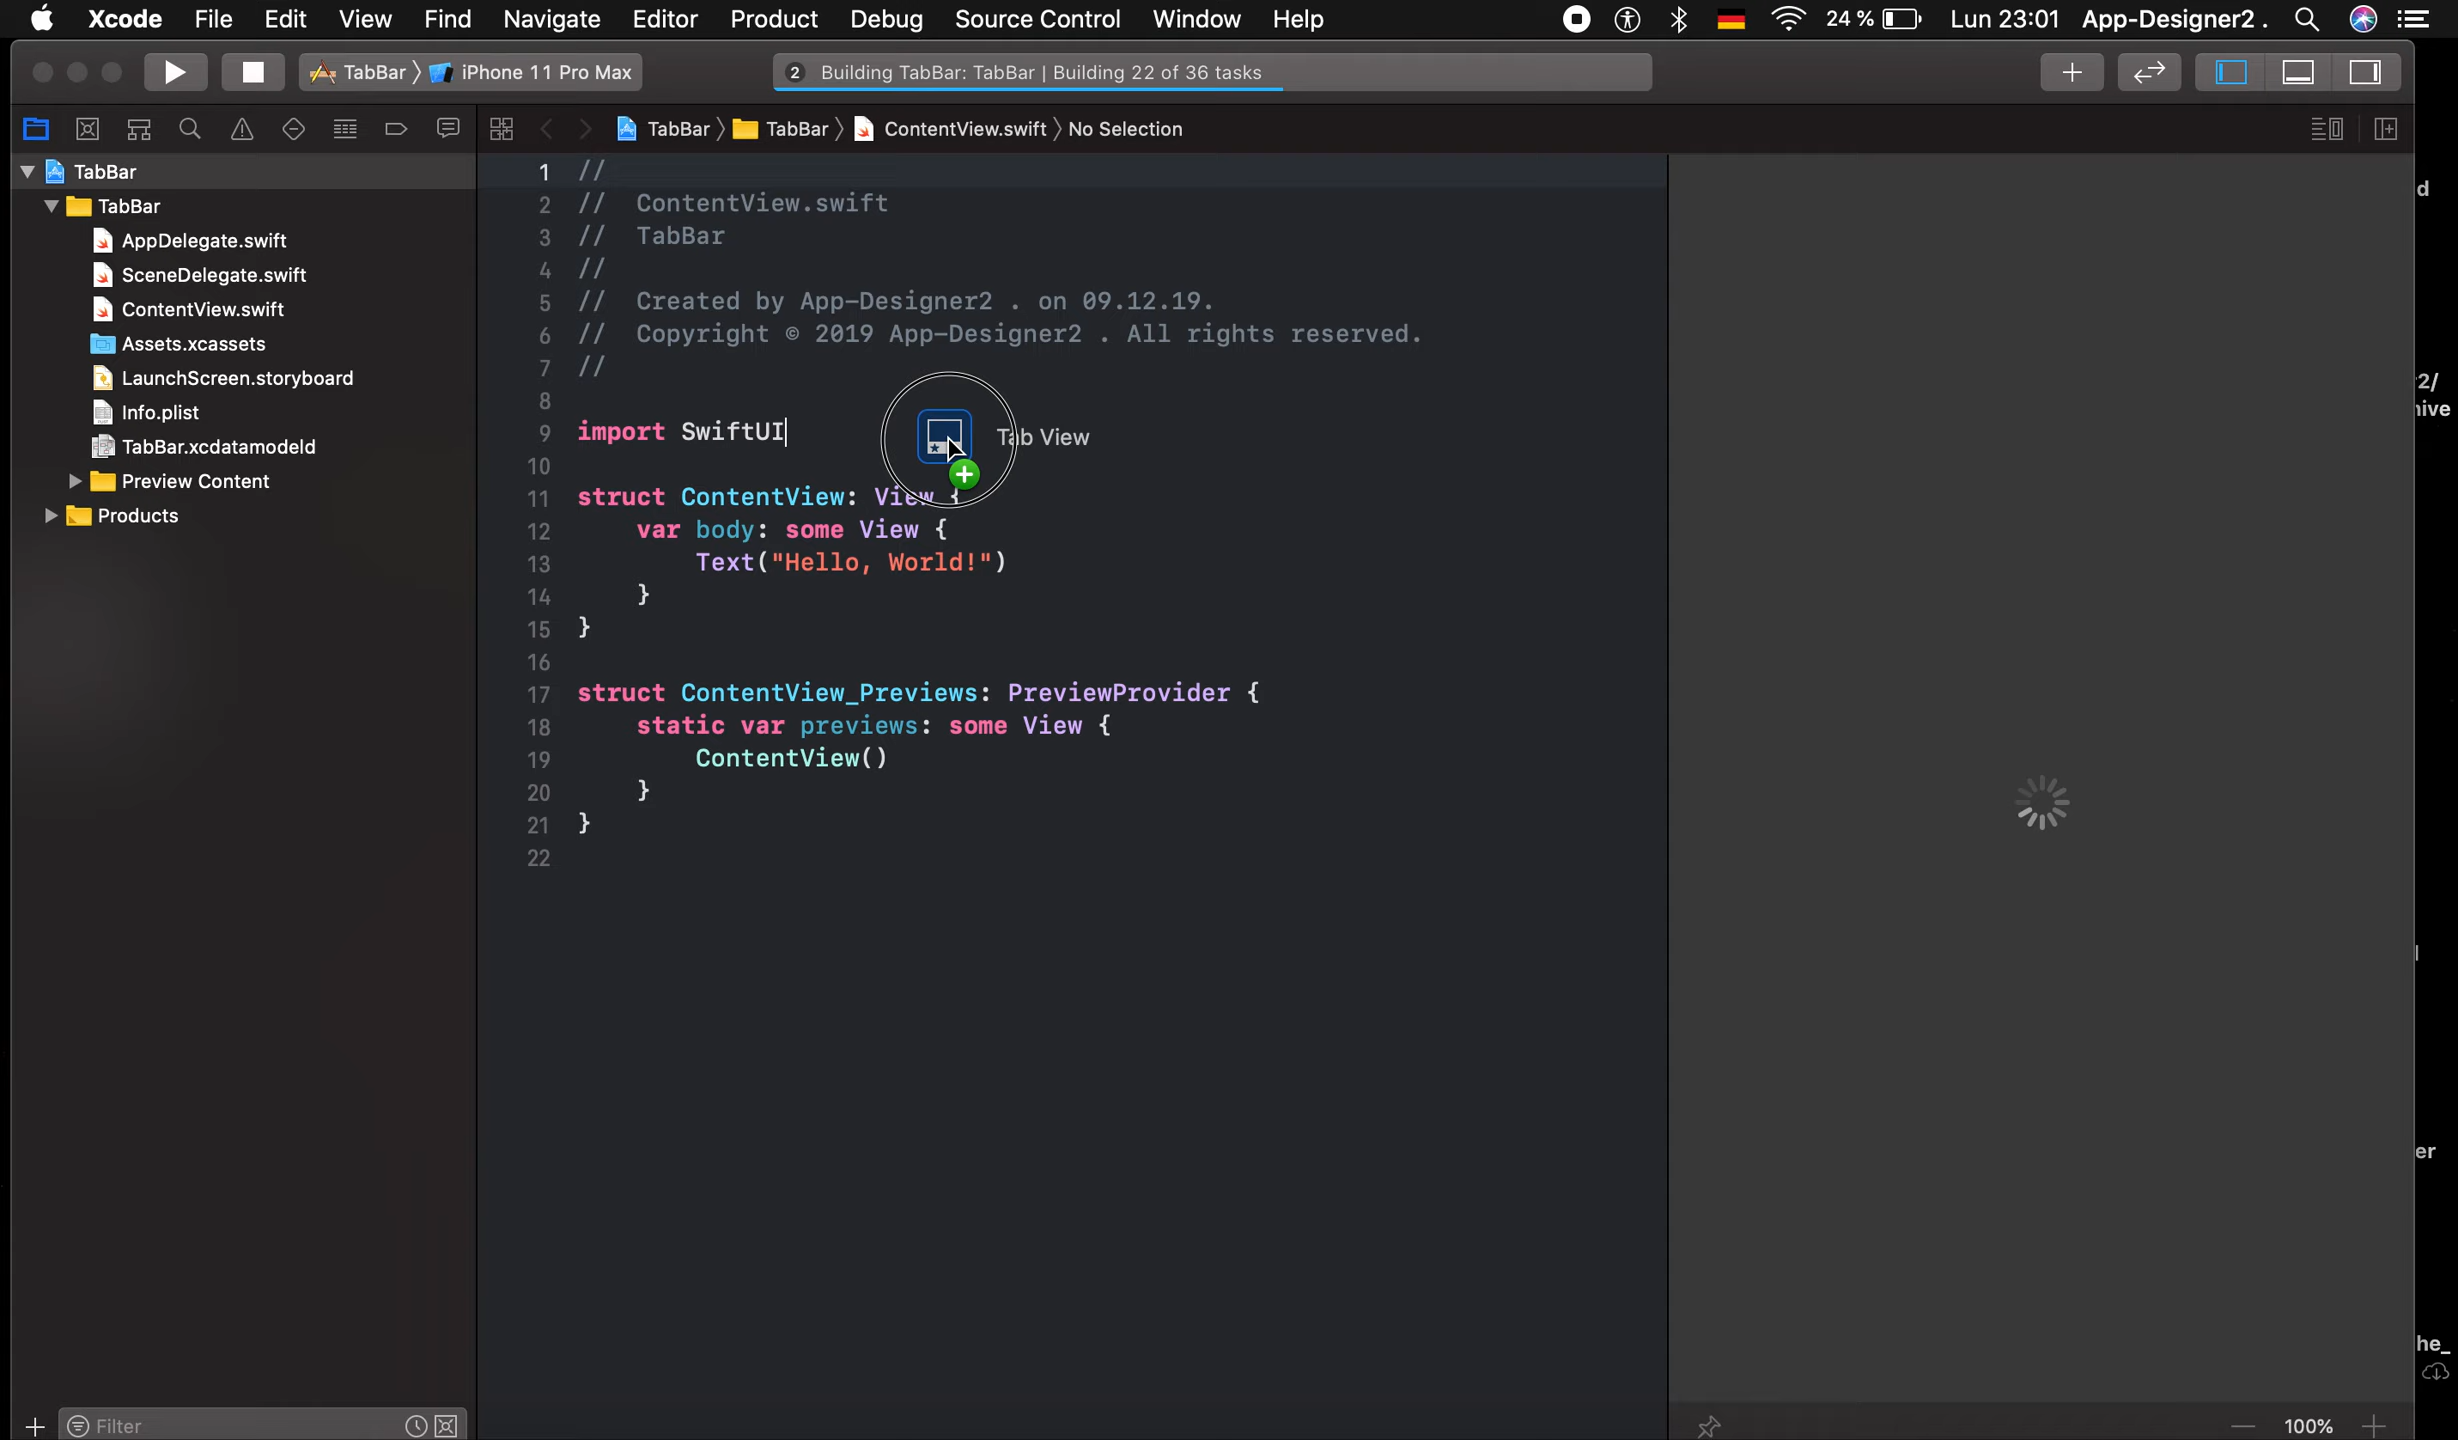 Xcode File Edit View Find Navigate Editor Product Debug Source Control Window Help 24 % Lun 23:01 App-Designer2 .
TabBar iPhone 11 Pro Max 2 Building TabBar: TabBar | Building 22 of 36 tasks
TabBar TabBar ContentView.swift No Selection
TabBar
TabBar
AppDelegate.swift
SceneDelegate.swift
ContentView.swift
Assets.xcassets
LaunchScreen.storyboard
Info.plist
TabBar.xcdatamodeld
Preview Content
Products
Filter
1 //
2 // ContentView.swift
3 // TabBar
4 //
5 // Created by App-Designer2 . on 09.12.19.
6 // Copyright © 2019 App-Designer2 . All rights reserved.
7 //
8
9 import SwiftUI
Tab View
10
11 struct ContentView: View {
12 var body: some View {
13 Text("Hello, World!")
14 }
15 }
16
17 struct ContentView_Previews: PreviewProvider {
18 static var previews: some View {
19 ContentView()
20 }
21 }
22
100%
d
2/
hive
er
he_